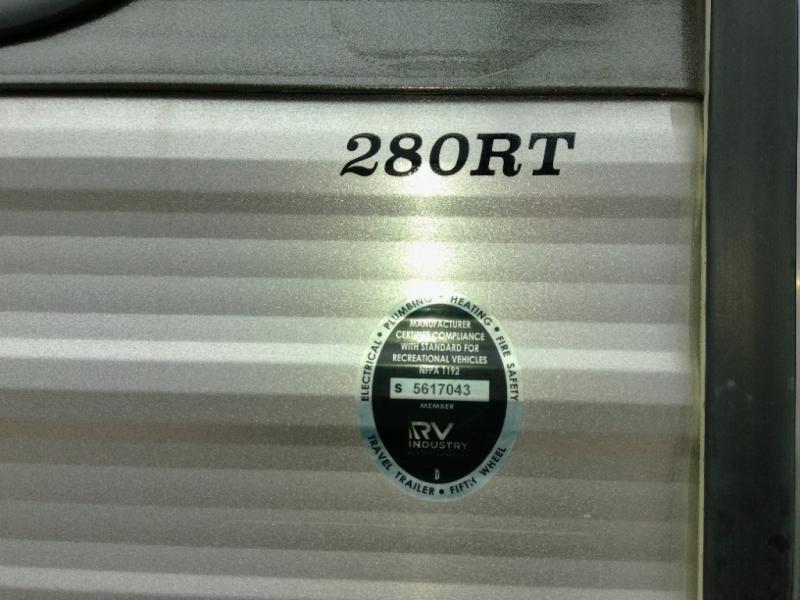 280RT
ELECTRICAL • PLUMBING • HEATING • FIRE SAFETY
MANUFACTURER
CERTIFIES COMPLIANCE
WITH STANDARD FOR
RECREATIONAL VEHICLES
NFPA 1192
S 5617043
MEMBER
RV
INDUSTRY
D
TRAVEL TRAILER • FIFTH WHEEL